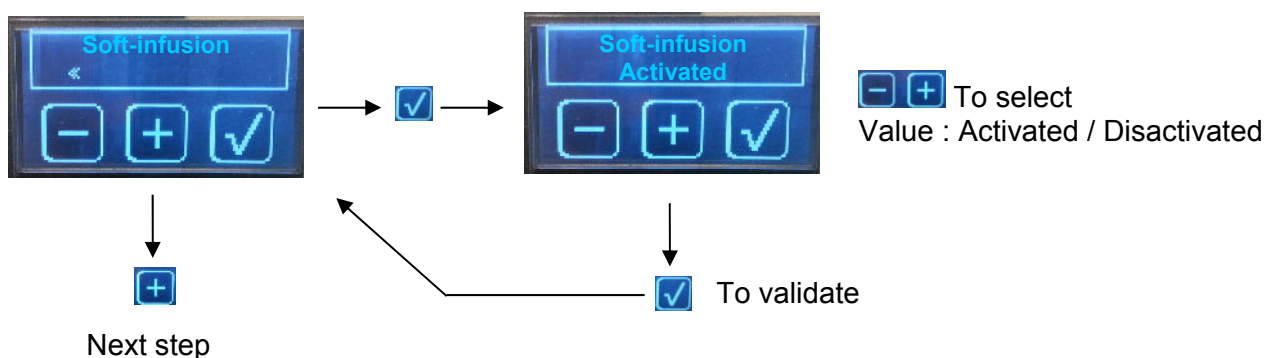 Soft-infusion
«
Soft-infusion
Activated
To select
Value : Activated / Disactivated
To validate
Next step